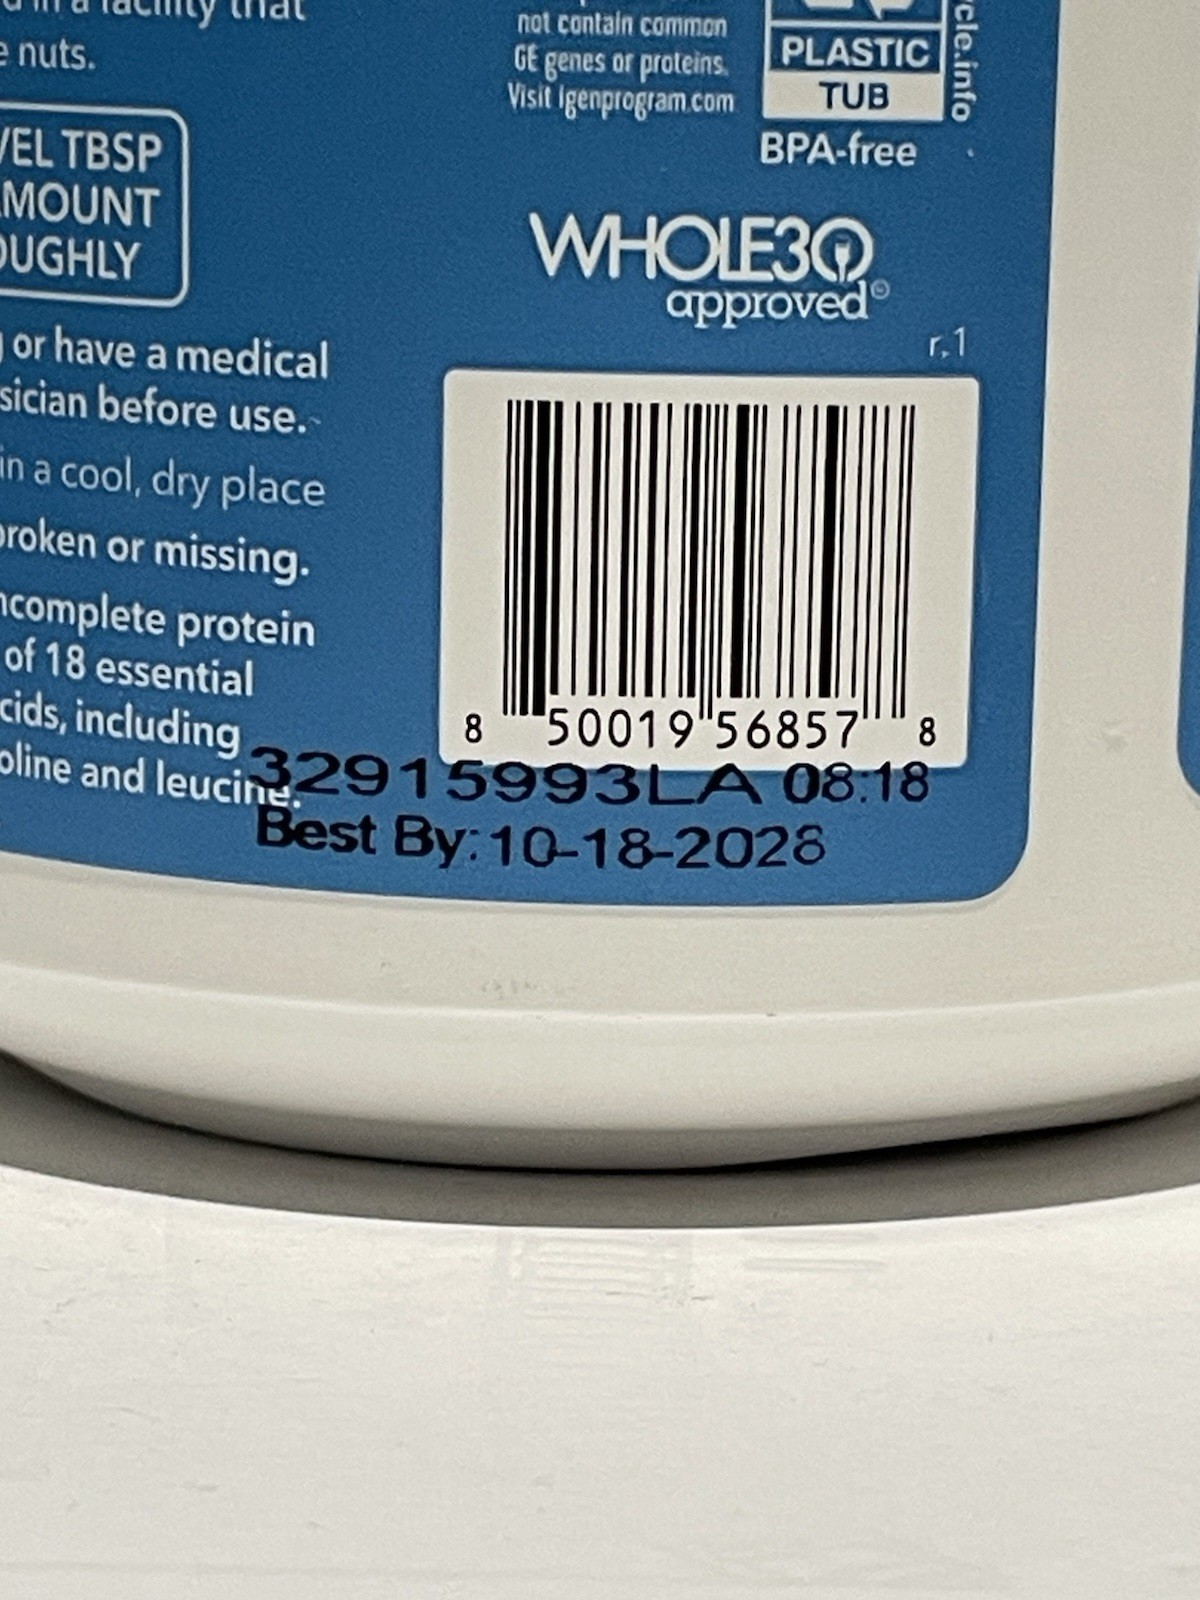 in a facility that
nuts.
not contain common
GE genes or proteins.
Visit igenprogram.com
PLASTIC
TUB
BPA-free
cle.info
VEL TBSP
MOUNT
OUGHLY
WHOLE30
approved©
r.1
or have a medical
sician before use.
in a cool, dry place
broken or missing.
ncomplete protein
of 18 essential
cids, including
oline and leucine.
8 50019 56857 8
32915993LA 08:18
Best By: 10-18-2028